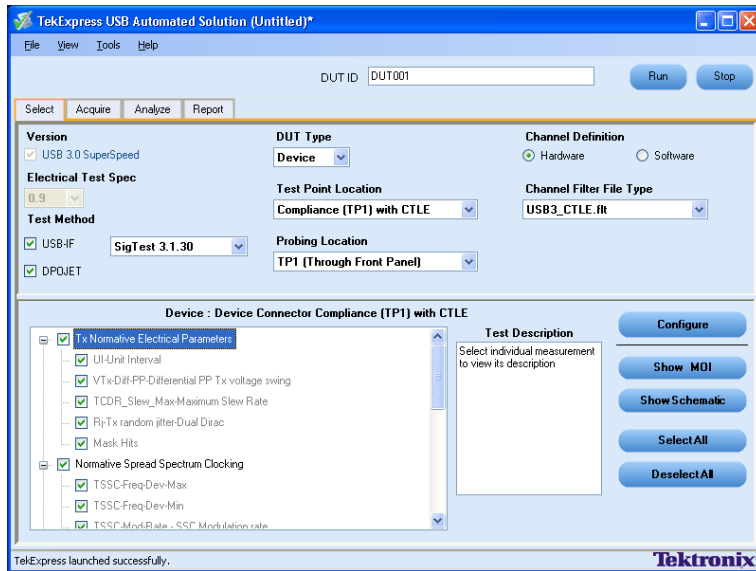 TekExpress USB Automated Solution (Untitled)*
File View Tools Help
DUT ID DUT001 Run Stop
Select Acquire Analyze Report
Version
USB 3.0 SuperSpeed
Electrical Test Spec
0.9
Test Method
USB-IF SigTest 3.1.30
DPOJET
DUT Type
Device
Test Point Location
Compliance (TP1) with CTLE
Probing Location
TP1 (Through Front Panel)
Channel Definition
Hardware Software
Channel Filter File Type
USB3_CTLE.flt
Device : Device Connector Compliance (TP1) with CTLE
Tx Normative Electrical Parameters
UI-Unit Interval
VTx-Diff-PP-Differential PP Tx voltage swing
TCDR_Slew_Max-Maximum Slew Rate
Rj-Tx random jitter-Dual Dirac
Mask Hits
Normative Spread Spectrum Clocking
TSSC-Freq-Dev-Max
TSSC-Freq-Dev-Min
TSSC-Mod-Rate - SSC Modulation rate
Test Description
Select individual measurement
to view its description
Configure
Show MOI
Show Schematic
Select All
Deselect All
TekExpress launched successfully.
Tektronix